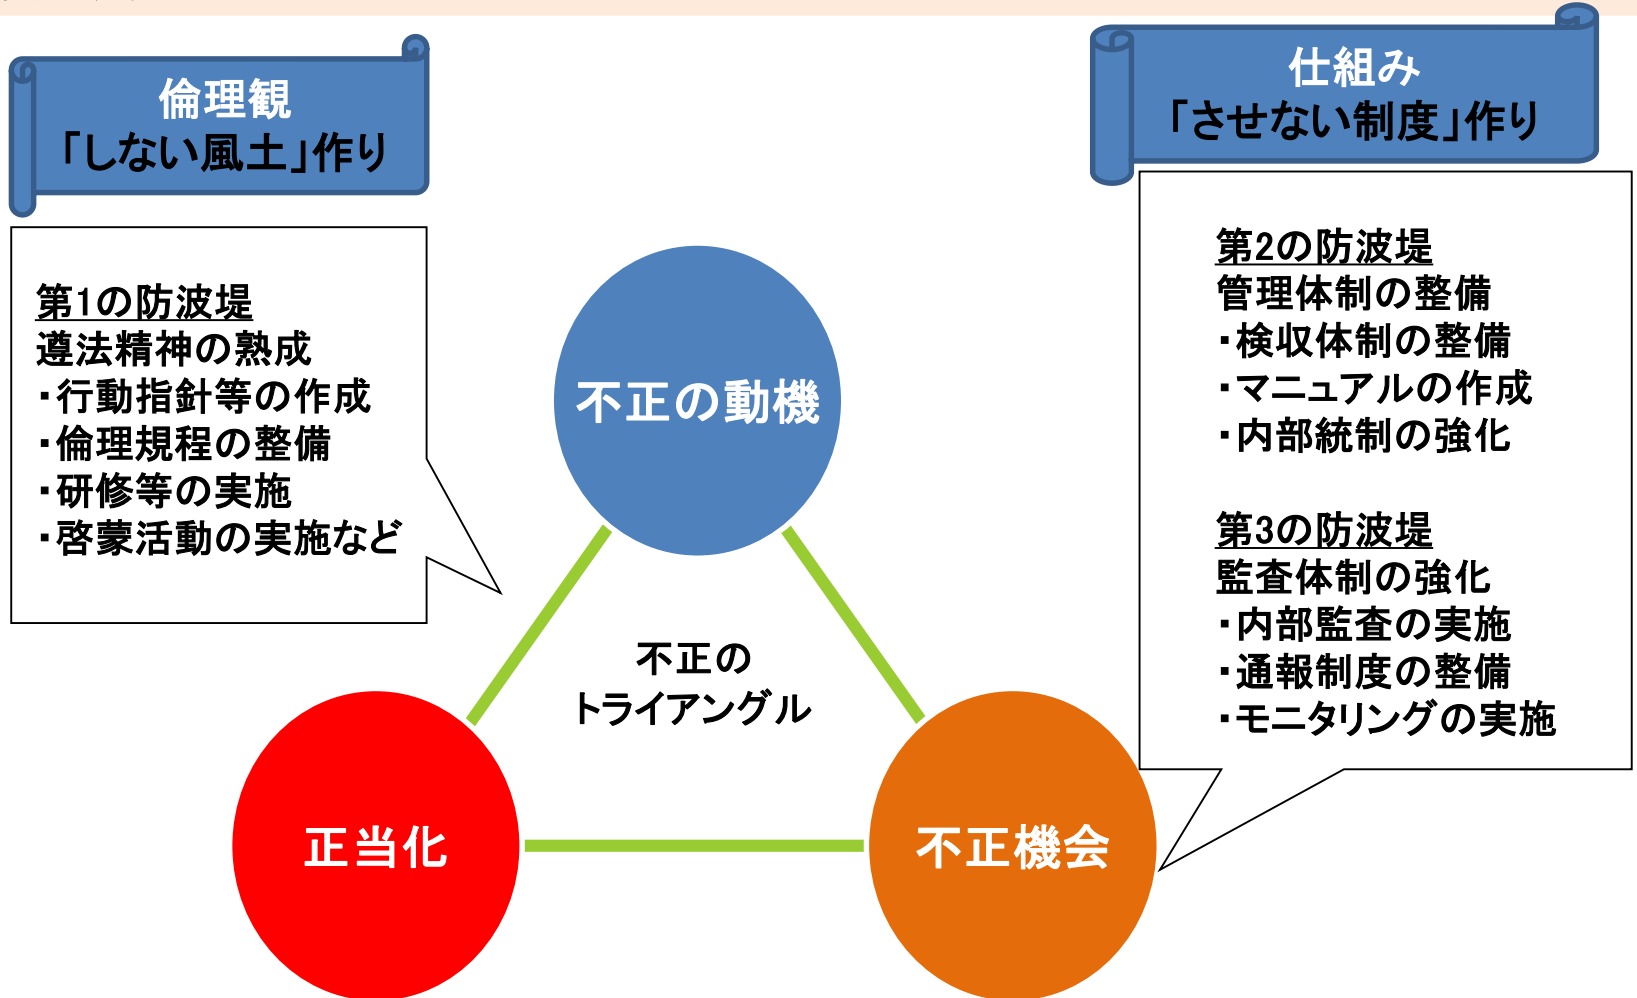 倫理観
「しない風土」作り
第1の防波堤
遵法精神の熟成
・行動指針等の作成
・倫理規程の整備
・研修等の実施
・啓蒙活動の実施など
仕組み
「させない制度」作り
第2の防波堤
管理体制の整備
・検収体制の整備
・マニュアルの作成
・内部統制の強化
第3の防波堤
監査体制の強化
・内部監査の実施
・通報制度の整備
・モニタリングの実施
不正の動機
不正の
トライアングル
正当化
不正機会